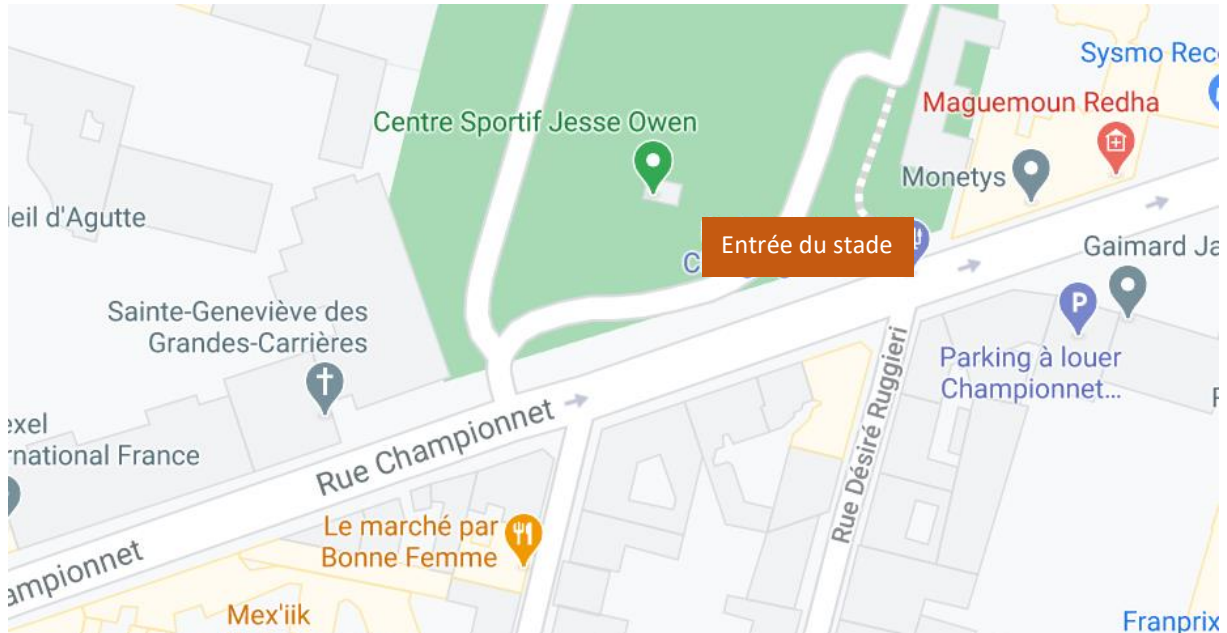 Sysmo Rec
Centre Sportif Jesse Owen
Maguemoun Redha
Monetys
eil d'Agutte
Entrée du stade
C
Gaimard Ja
Sainte-Geneviève des
Grandes-Carrières
P
Parking à louer
Championnet...
exel
rnational France
Rue Championnet
Rue Désiré Ruggieri
Le marché par
Bonne Femme
ampionnet
Mex'iik
Franprix